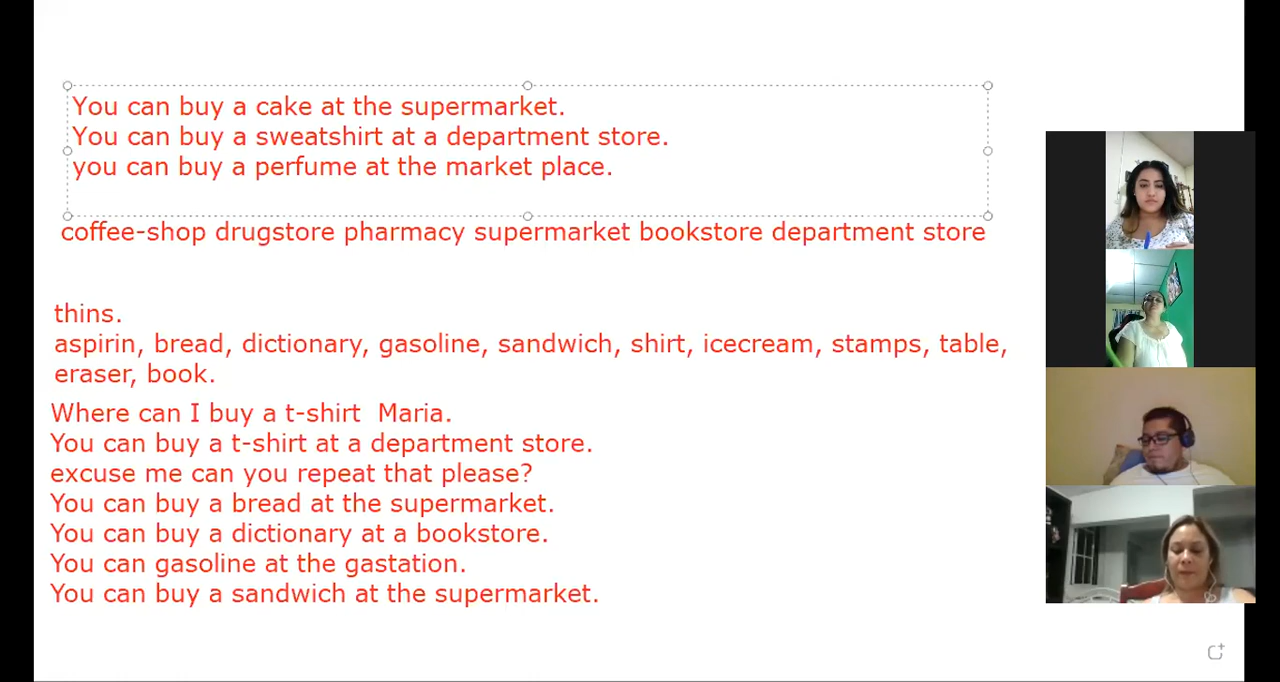 You can buy a cake at the supermarket.
You can buy a sweatshirt at a department store.
you can buy a perfume at the market place.
coffee-shop drugstore pharmacy supermarket bookstore department store
thins.
aspirin, bread, dictionary, gasoline, sandwich, shirt, icecream, stamps, table,
eraser, book.
Where can I buy a t-shirt  Maria.
You can buy a t-shirt at a department store.
excuse me can you repeat that please?
You can buy a bread at the supermarket.
You can buy a dictionary at a bookstore.
You can gasoline at the gastation.
You can buy a sandwich at the supermarket.